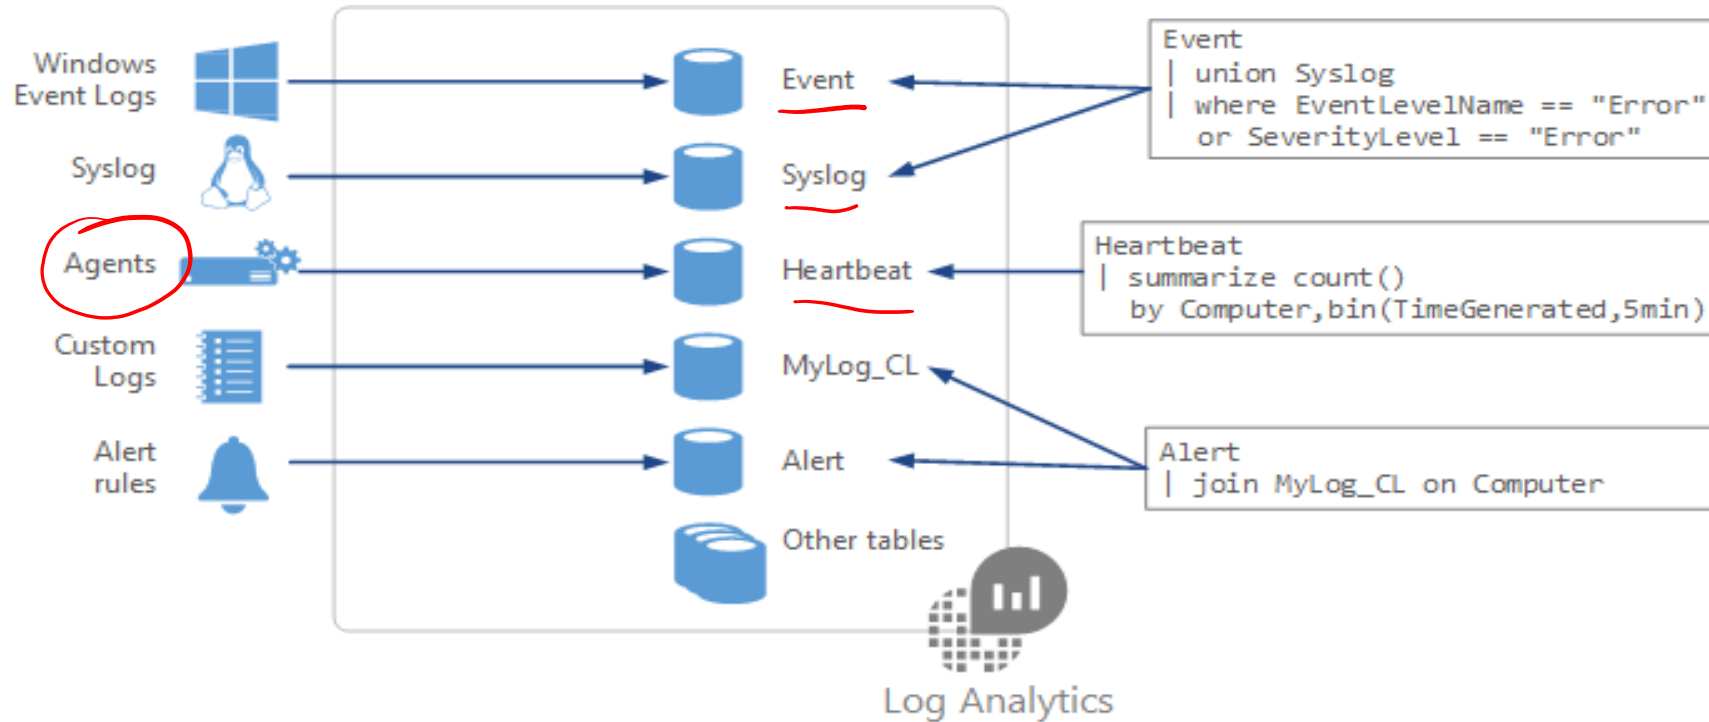 Windows
Event Logs
Event
Event
| union Syslog
| where EventLevelName == "Error"
or SeverityLevel == "Error"
Syslog
Syslog
Agents
Heartbeat
Heartbeat
| summarize count()
by Computer,bin(TimeGenerated,5min)
Custom
Logs
MyLog_CL
Alert
rules
Alert
Alert
| join MyLog_CL on Computer
Other tables
Log Analytics